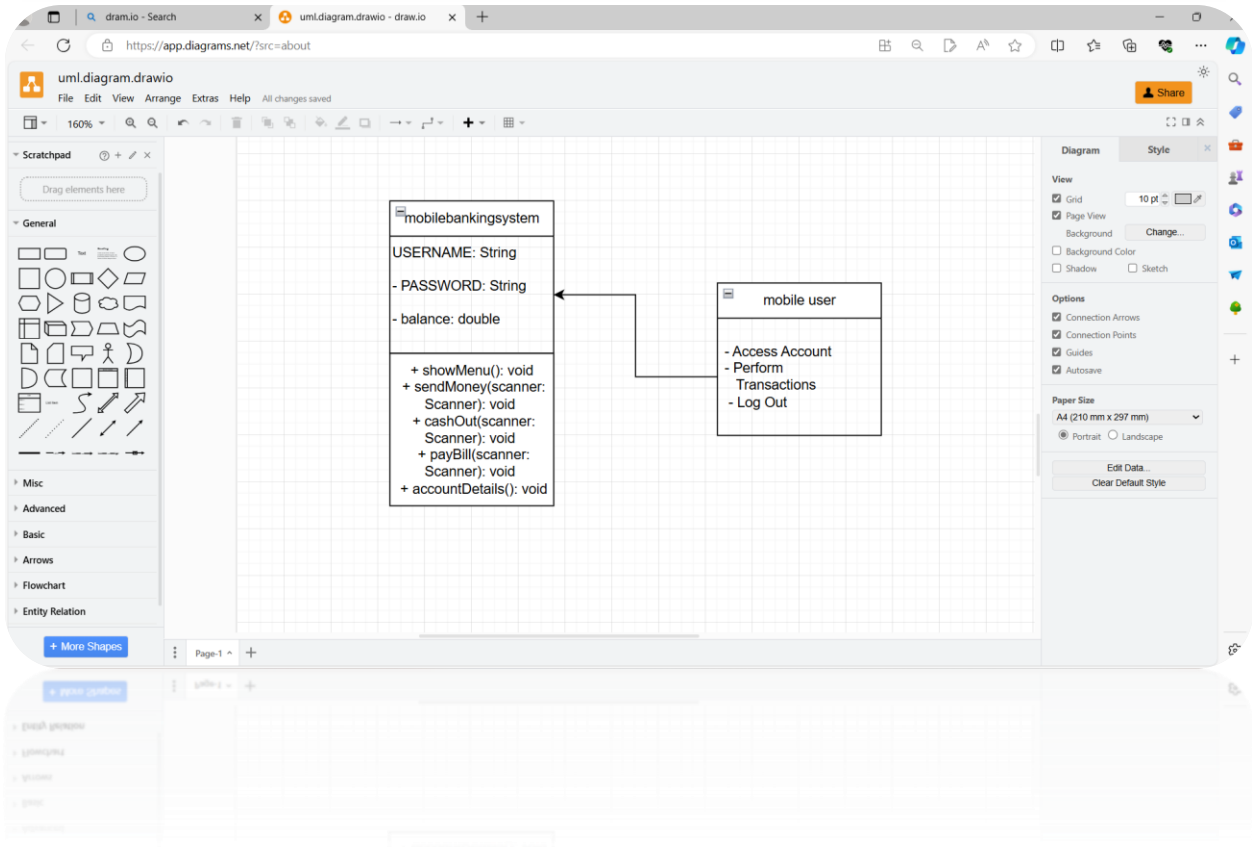 dram.io - Search
uml.diagram.drawio - draw.io
https://app.diagrams.net/?src=about
uml.diagram.drawio
File Edit View Arrange Extras Help All changes saved
Share
160%
Scratchpad
Drag elements here
General
Text
Misc
Advanced
Basic
Arrows
Flowchart
Entity Relation
+ More Shapes
mobilebankingsystem
USERNAME: String
- PASSWORD: String
- balance: double
+ showMenu(): void
+ sendMoney(scanner:
Scanner): void
+ cashOut(scanner:
Scanner): void
+ payBill(scanner:
Scanner): void
+ accountDetails(): void
mobile user
- Access Account
- Perform
Transactions
- Log Out
Page-1
Diagram Style
View
Grid 10 pt
Page View
Background Change...
Background Color
Shadow Sketch
Options
Connection Arrows
Connection Points
Guides
Autosave
Paper Size
A4 (210 mm x 297 mm)
Portrait Landscape
Edit Data...
Clear Default Style